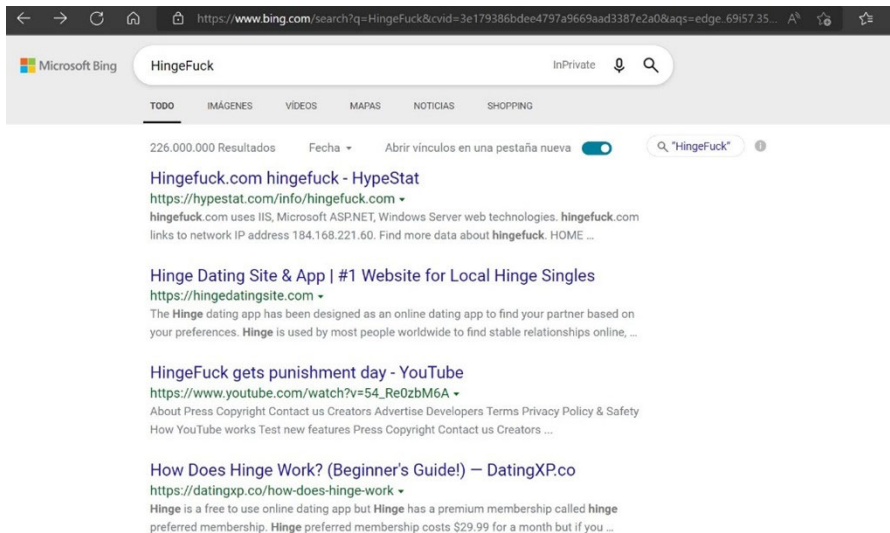 https://www.bing.com/search?q=HingeFuck&cvid=3e179386bdee4797a9669aad3387e2a0&aqs=edge..69i57.35...
Microsoft Bing
HingeFuck
InPrivate
TODO IMÁGENES VÍDEOS MAPAS NOTICIAS SHOPPING
226.000.000 Resultados Fecha Abrir vínculos en una pestaña nueva "HingeFuck"
Hingefuck.com hingefuck - HypeStat
https://hypestat.com/info/hingefuck.com
hingefuck.com uses IIS, Microsoft ASP.NET, Windows Server web technologies. hingefuck.com
links to network IP address 184.168.221.60. Find more data about hingefuck. HOME ...
Hinge Dating Site & App | #1 Website for Local Hinge Singles
https://hingedatingsite.com
The Hinge dating app has been designed as an online dating app to find your partner based on
your preferences. Hinge is used by most people worldwide to find stable relationships online, ...
HingeFuck gets punishment day - YouTube
https://www.youtube.com/watch?v=54_Re0zbM6A
About Press Copyright Contact us Creators Advertise Developers Terms Privacy Policy & Safety
How YouTube works Test new features Press Copyright Contact us Creators ...
How Does Hinge Work? (Beginner's Guide!) — DatingXP.co
https://datingxp.co/how-does-hinge-work
Hinge is a free to use online dating app but Hinge has a premium membership called hinge
preferred membership. Hinge preferred membership costs $29.99 for a month but if you ...